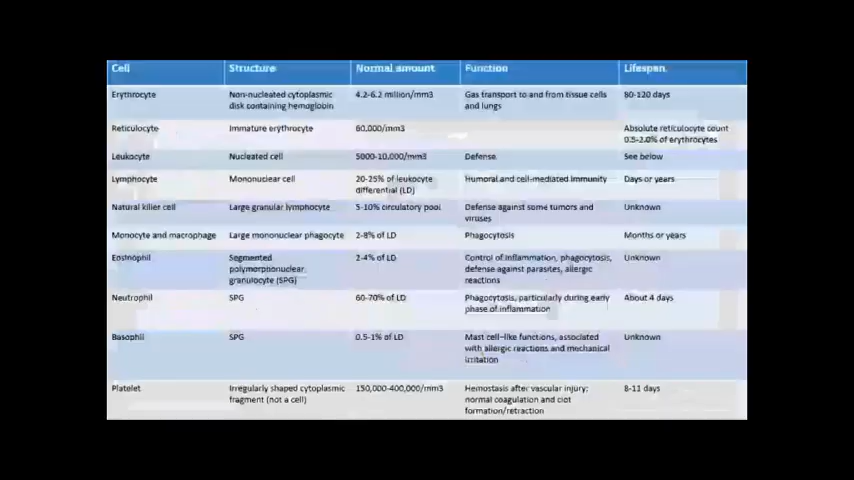 Cell Structure Normal amount Function Lifespan
Erythrocyte Non-nucleated cytoplasmic 4.2-6.2 million/mm3 Gas transport to and from tissue cells 80-120 days
disk containing hemoglobin and lungs
Reticulocyte Immature erythrocyte 60,000/mm3 Absolute reticulocyte count
0.5-2.0% of erythrocytes
Leukocyte Nucleated cell 5000-10,000/mm3 Defense See below
Lymphocyte Mononuclear cell 20-25% of leukocyte Humoral and cell-mediated immunity Days or years
differential (LD)
Natural killer cell Large granular lymphocyte 5-10% circulatory pool Defense against some tumors and Unknown
viruses
Monocyte and macrophage Large mononuclear phagocyte 2-8% of LD Phagocytosis Months or years
Eosinophil Segmented 2-4% of LD Control of inflammation, phagocytosis, Unknown
polymorphonuclear defense against parasites, allergic
granulocyte (SPG) reactions
Neutrophil SPG 60-70% of LD Phagocytosis, particularly during early About 4 days
phase of inflammation
Basophil SPG 0.5-1% of LD Mast cell-like functions, associated Unknown
with allergic reactions and mechanical
irritation
Platelet Irregularly shaped cytoplasmic 150,000-400,000/mm3 Hemostasis after vascular injury; 8-11 days
fragment (not a cell) normal coagulation and clot
formation/retraction